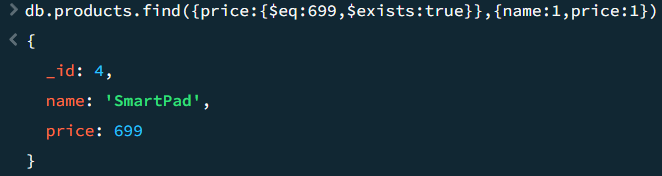 > db.products.find({price:{$eq:699,$exists:true}},{name:1,price:1})
< {
_id: 4,
name: 'SmartPad',
price: 699
}